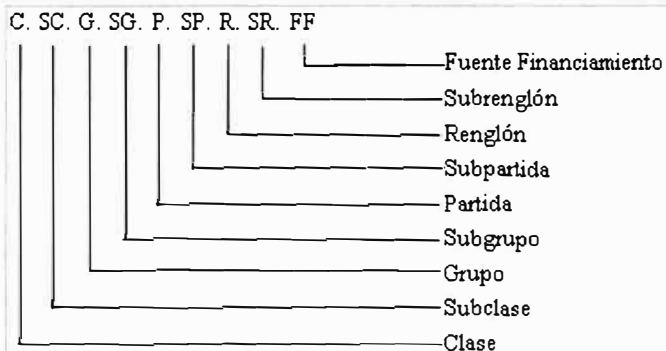 C. SC. G. SG. P. SP. R. SR. FF
Fuente Financiamiento
Subrenglón
Renglón
Subpartida
Partida
Subgrupo
Grupo
Subclase
Clase